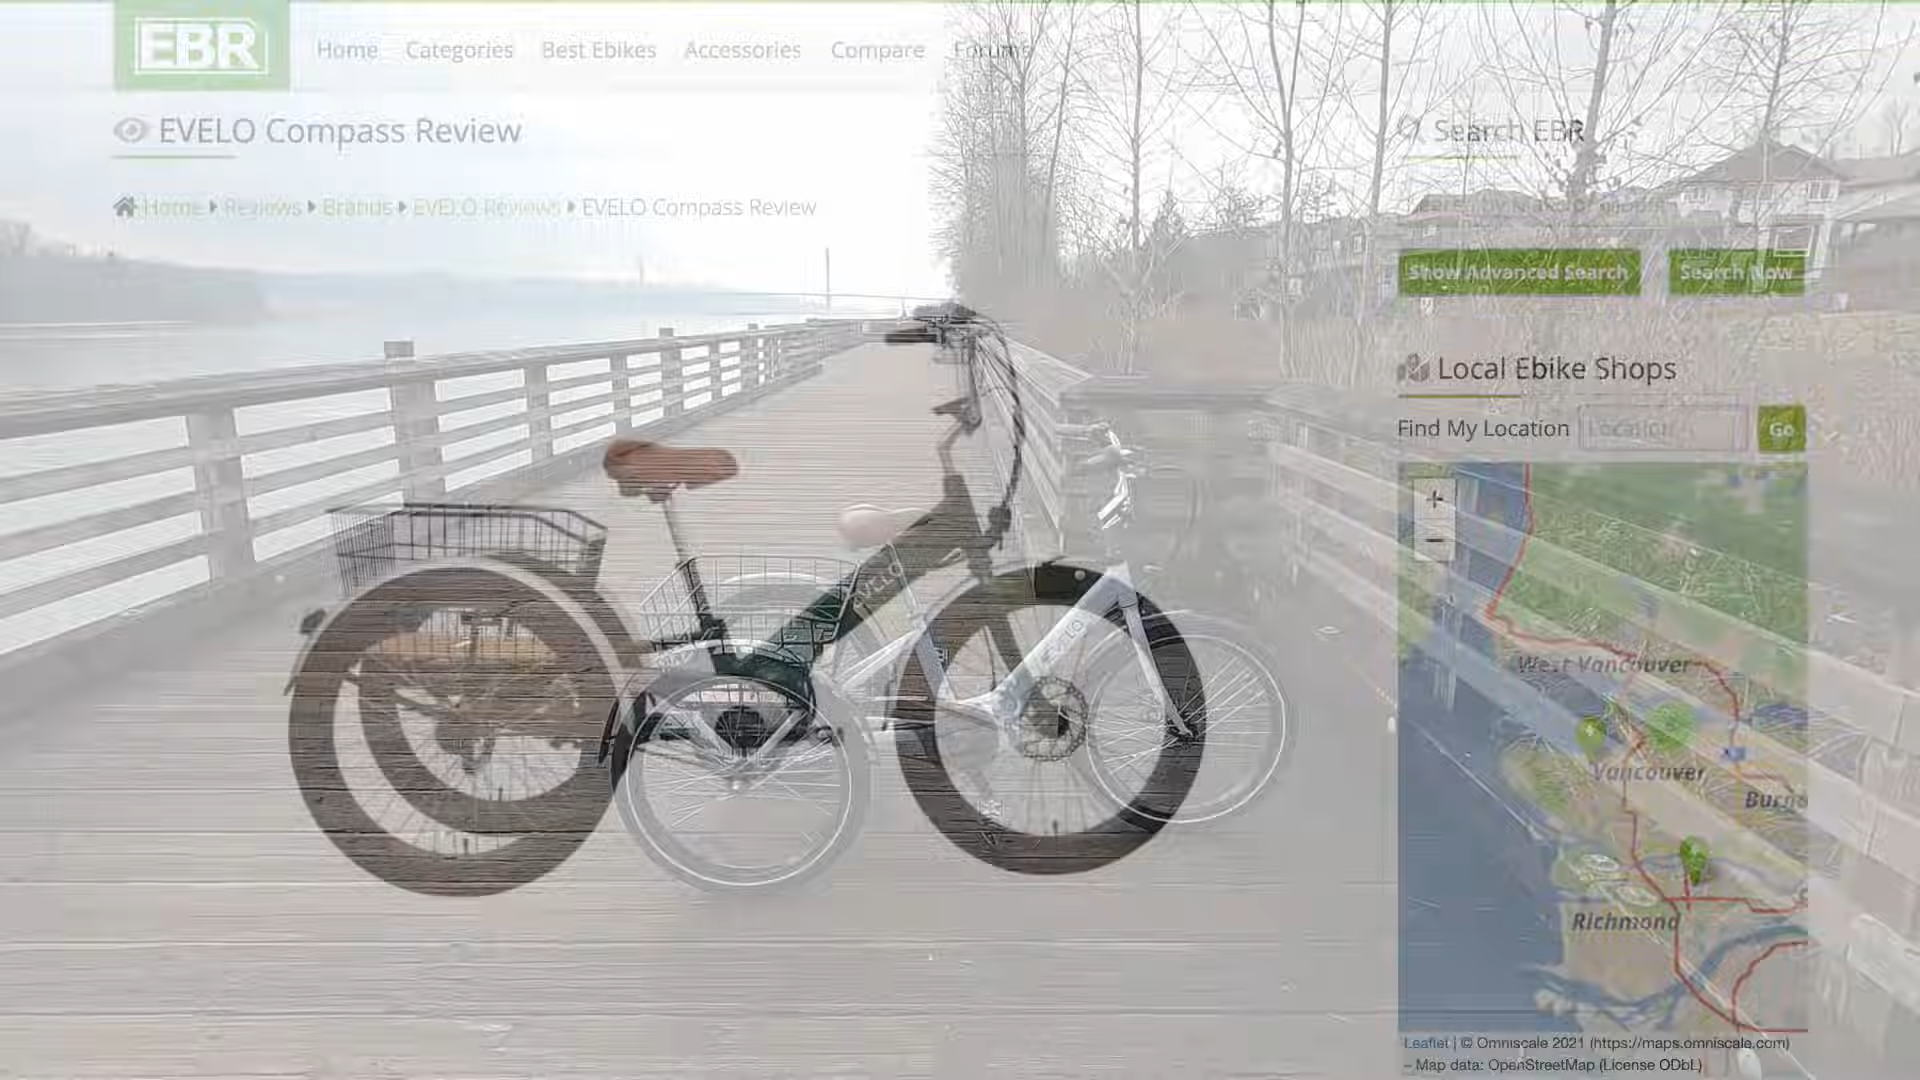 EBR
Home Categories Best Ebikes Accessories Compare Forums
EVELO Compass Review
Home Reviews Brands EVELO Reviews EVELO Compass Review
Search EBR
Show Advanced Search Search Now
Local Ebike Shops
Find My Location Location Go
+
−
EVELO
EVELO
West Vancouver
Vancouver
Richmond
Leaflet | © Omniscale 2021 (https://maps.omniscale.com)
– Map data: OpenStreetMap (License ODbL)